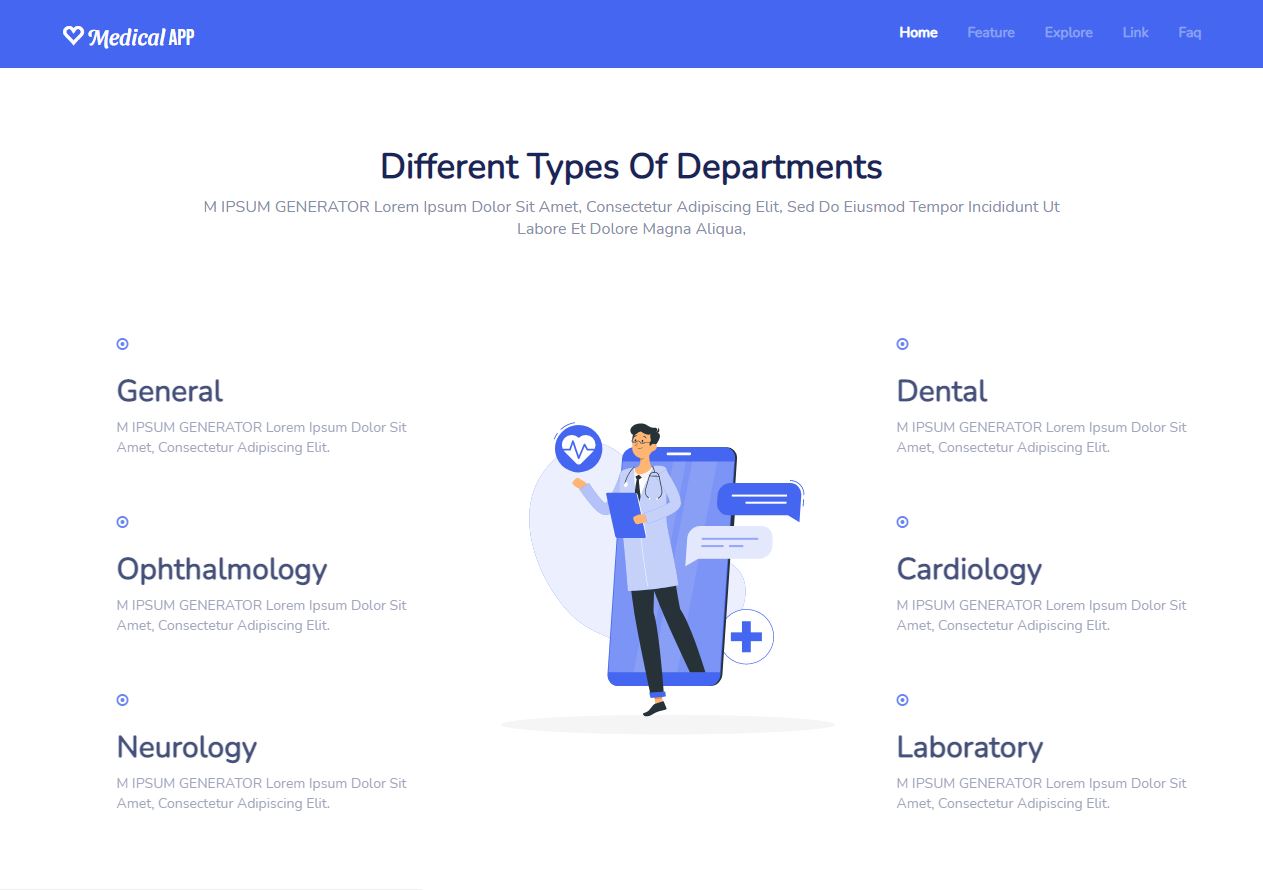 Medical APP
Home Feature Explore Link Faq
Different Types Of Departments
M IPSUM GENERATOR Lorem Ipsum Dolor Sit Amet, Consectetur Adipiscing Elit, Sed Do Eiusmod Tempor Incididunt Ut
Labore Et Dolore Magna Aliqua,
General
M IPSUM GENERATOR Lorem Ipsum Dolor Sit
Amet, Consectetur Adipiscing Elit.
Ophthalmology
M IPSUM GENERATOR Lorem Ipsum Dolor Sit
Amet, Consectetur Adipiscing Elit.
Neurology
M IPSUM GENERATOR Lorem Ipsum Dolor Sit
Amet, Consectetur Adipiscing Elit.
Dental
M IPSUM GENERATOR Lorem Ipsum Dolor Sit
Amet, Consectetur Adipiscing Elit.
Cardiology
M IPSUM GENERATOR Lorem Ipsum Dolor Sit
Amet, Consectetur Adipiscing Elit.
Laboratory
M IPSUM GENERATOR Lorem Ipsum Dolor Sit
Amet, Consectetur Adipiscing Elit.